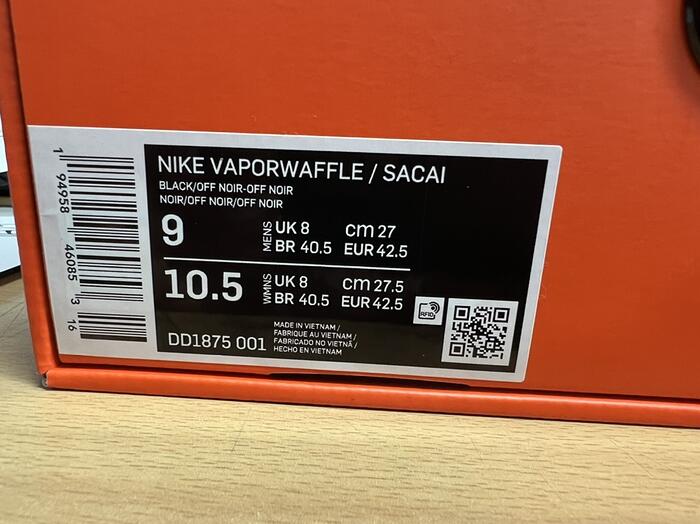 NIKE VAPORWAFFLE / SACAI
BLACK/OFF NOIR-OFF NOIR
NOIR/OFF NOIR/OFF NOIR
9 MENS UK 8 cm 27
BR 40.5 EUR 42.5
10.5 WMNS UK 8 cm 27.5
BR 40.5 EUR 42.5
RFID
DD1875 001
MADE IN VIETNAM /
FABRIQUE AU VIETNAM /
FABRICADO NO VIETNÃ /
HECHO EN VIETNAM
1 94958 46085 3
16